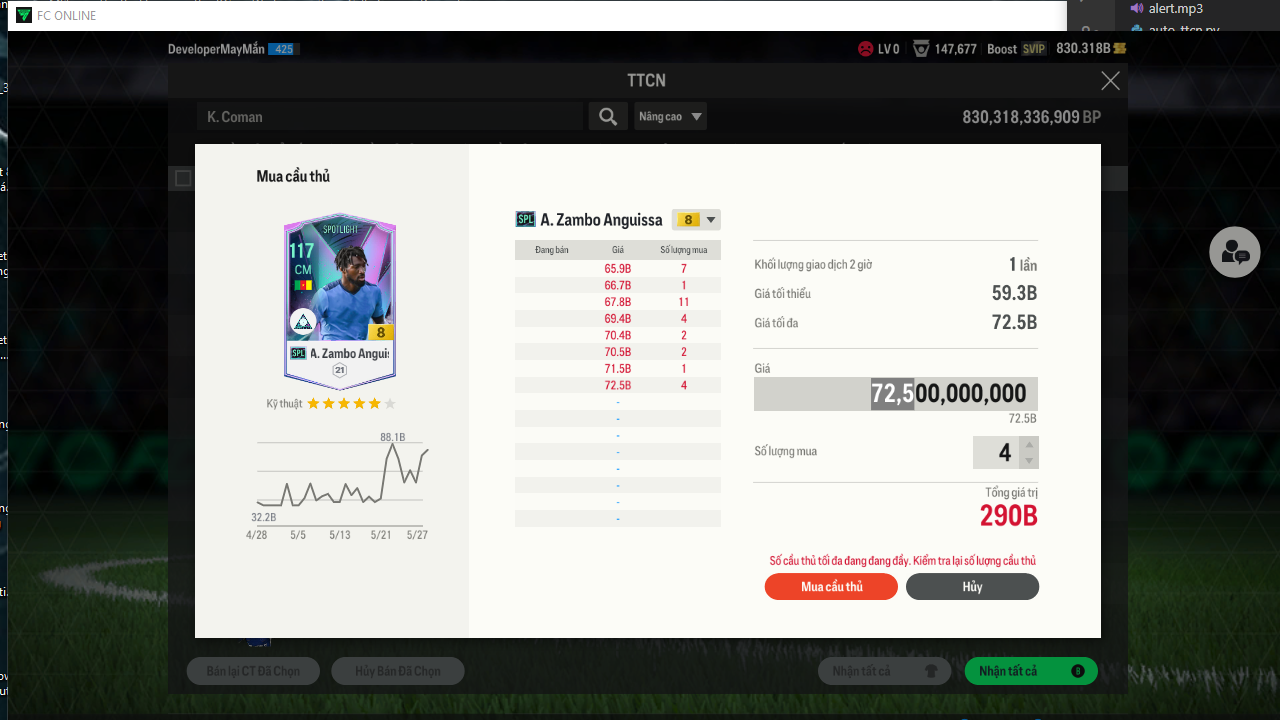 FC ONLINE
alert.mp3
auto_ttcn.py
DeveloperMayMắn 425
LV 0 147,677 Boost SVIP 830.318B
TTCN
K. Coman
Nâng cao
830,318,336,909 BP
Mua cầu thủ
SPOTLIGHT
117
CM
8
SPL A. Zambo Anguis
21
Kỹ thuật
88.1B
32.2B
4/28 5/5 5/13 5/21 5/27
SPL A. Zambo Anguissa 8
Đang bán Giá Số lượng mua
65.9B 7
66.7B 1
67.8B 11
69.4B 4
70.4B 2
70.5B 2
71.5B 1
72.5B 4
-
-
-
-
-
-
-
-
Khối lượng giao dịch 2 giờ 1 lần
Giá tối thiểu 59.3B
Giá tối đa 72.5B
Giá
72,500,000,000
72.5B
Số lượng mua 4
Tổng giá trị
290B
Số cầu thủ tối đa đang đang đầy. Kiểm tra lại số lượng cầu thủ
Mua cầu thủ
Hủy
Bán lại CT Đã Chọn
Hủy Bán Đã Chọn
Nhận tất cả
Nhận tất cả